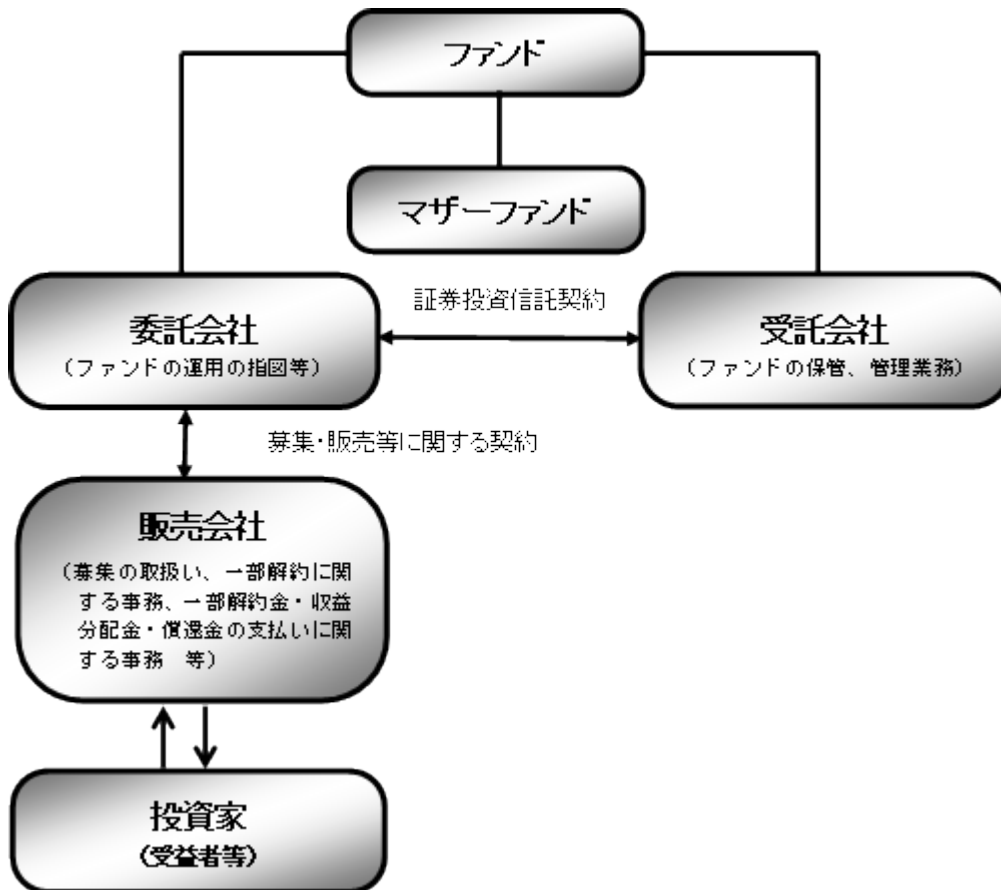 ファンド
マザーファンド
証券投資信託契約
委託会社
（ファンドの運用の指図等）
受託会社
（ファンドの保管、管理業務）
募集・販売等に関する契約
販売会社
（募集の取扱い、一部解約に関
する事務、一部解約金・収益
分配金・償還金の支払いに関
する事務　等）
投資家
（受益者等）